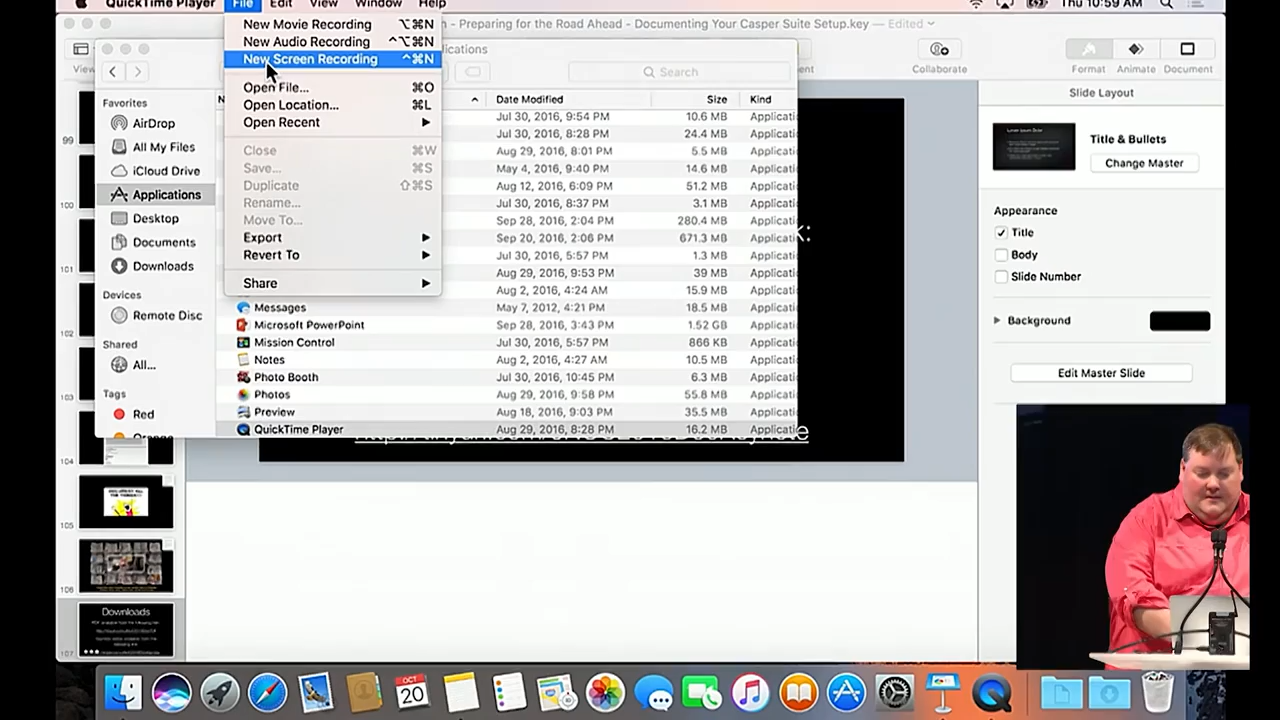 QuickTime Player File Edit View Window Help Thu 10:59 AM
- Preparing for the Road Ahead - Documenting Your Casper Suite Setup.key — Edited
New Movie Recording ⌥⌘N
New Audio Recording ^⌥⌘N
New Screen Recording ^⌘N
Open File... ⌘O
Open Location... ⌘L
Open Recent
Close ⌘W
Save... ⌘S
Duplicate ⇧⌘S
Rename...
Move To...
Export
Revert To
Share
Search
Collaborate
Format Animate Document
Date Modified Size Kind
Favorites
AirDrop
All My Files
iCloud Drive
Applications
Desktop
Documents
Downloads
Devices
Remote Disc
Shared
All...
Tags
Red
Jul 30, 2016, 9:54 PM 10.6 MB
Jul 30, 2016, 8:28 PM 24.4 MB
Aug 29, 2016, 8:01 PM 5.5 MB
May 4, 2016, 9:40 PM 14.6 MB
Aug 12, 2016, 6:09 PM 51.2 MB
Jul 30, 2016, 8:37 PM 3.1 MB
Sep 28, 2016, 2:04 PM 280.4 MB
Sep 20, 2016, 2:06 PM 671.3 MB
Jul 30, 2016, 5:57 PM 1.3 MB
Aug 29, 2016, 9:53 PM 39 MB
Aug 2, 2016, 4:24 AM 15.9 MB
Messages May 7, 2012, 4:21 PM 18.5 MB
Microsoft PowerPoint Sep 28, 2016, 3:43 PM 1.52 GB
Mission Control Jul 30, 2016, 5:57 PM 866 KB
Notes Aug 2, 2016, 4:27 AM 10.5 MB
Photo Booth Jul 30, 2016, 10:45 PM 6.3 MB
Photos Aug 29, 2016, 9:58 PM 55.8 MB
Preview Aug 18, 2016, 9:03 PM 35.5 MB
QuickTime Player Aug 29, 2016, 8:28 PM 16.2 MB
Slide Layout
Title & Bullets
Change Master
Appearance
Title
Body
Slide Number
Background
Edit Master Slide
99
100
101
102
103
104
105
106
107
Downloads
OCT
20